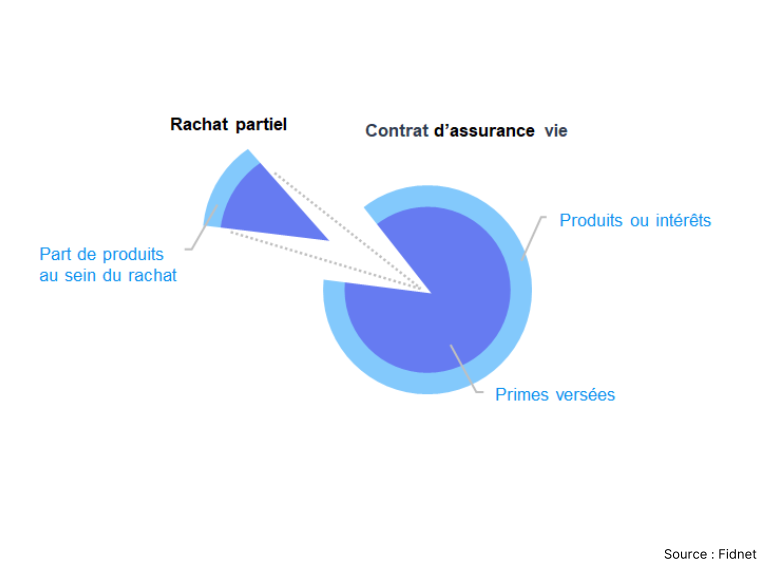 Rachat partiel
Contrat d’assurance vie
Produits ou intérêts
Part de produits
au sein du rachat
Primes versées
Source : Fidnet